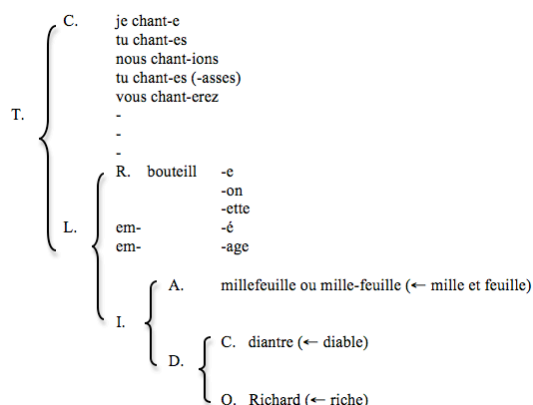 C. je chant-e
tu chant-es
nous chant-ions
tu chant-es (-asses)
vous chant-erez
T. -
-
-
R. bouteill -e
-on
-ette
L. em- -é
em- -age
A. millefeuille ou mille-feuille (← mille et feuille)
I.
C. diantre (← diable)
D.
O. Richard (← riche)